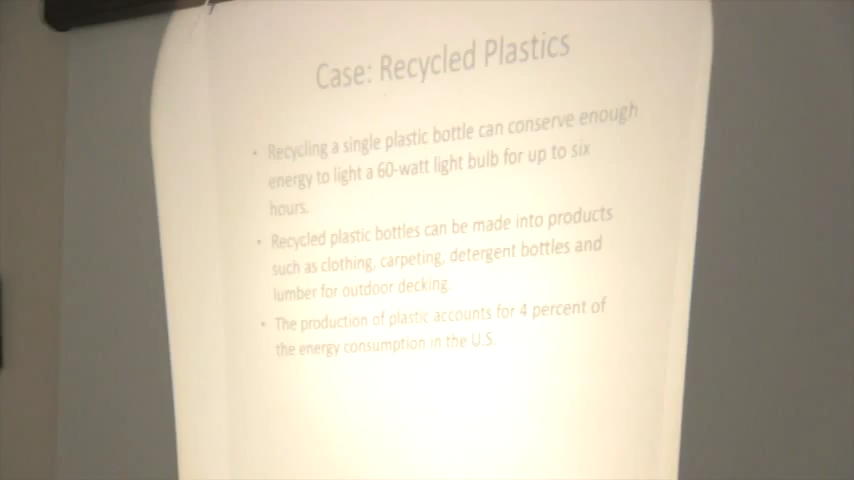 Case: Recycled Plastics
• Recycling a single plastic bottle can conserve enough
energy to light a 60-watt light bulb for up to six
hours.
• Recycled plastic bottles can be made into products
such as clothing, carpeting, detergent bottles and
lumber for outdoor decking.
• The production of plastic accounts for 4 percent of
the energy consumption in the U.S.